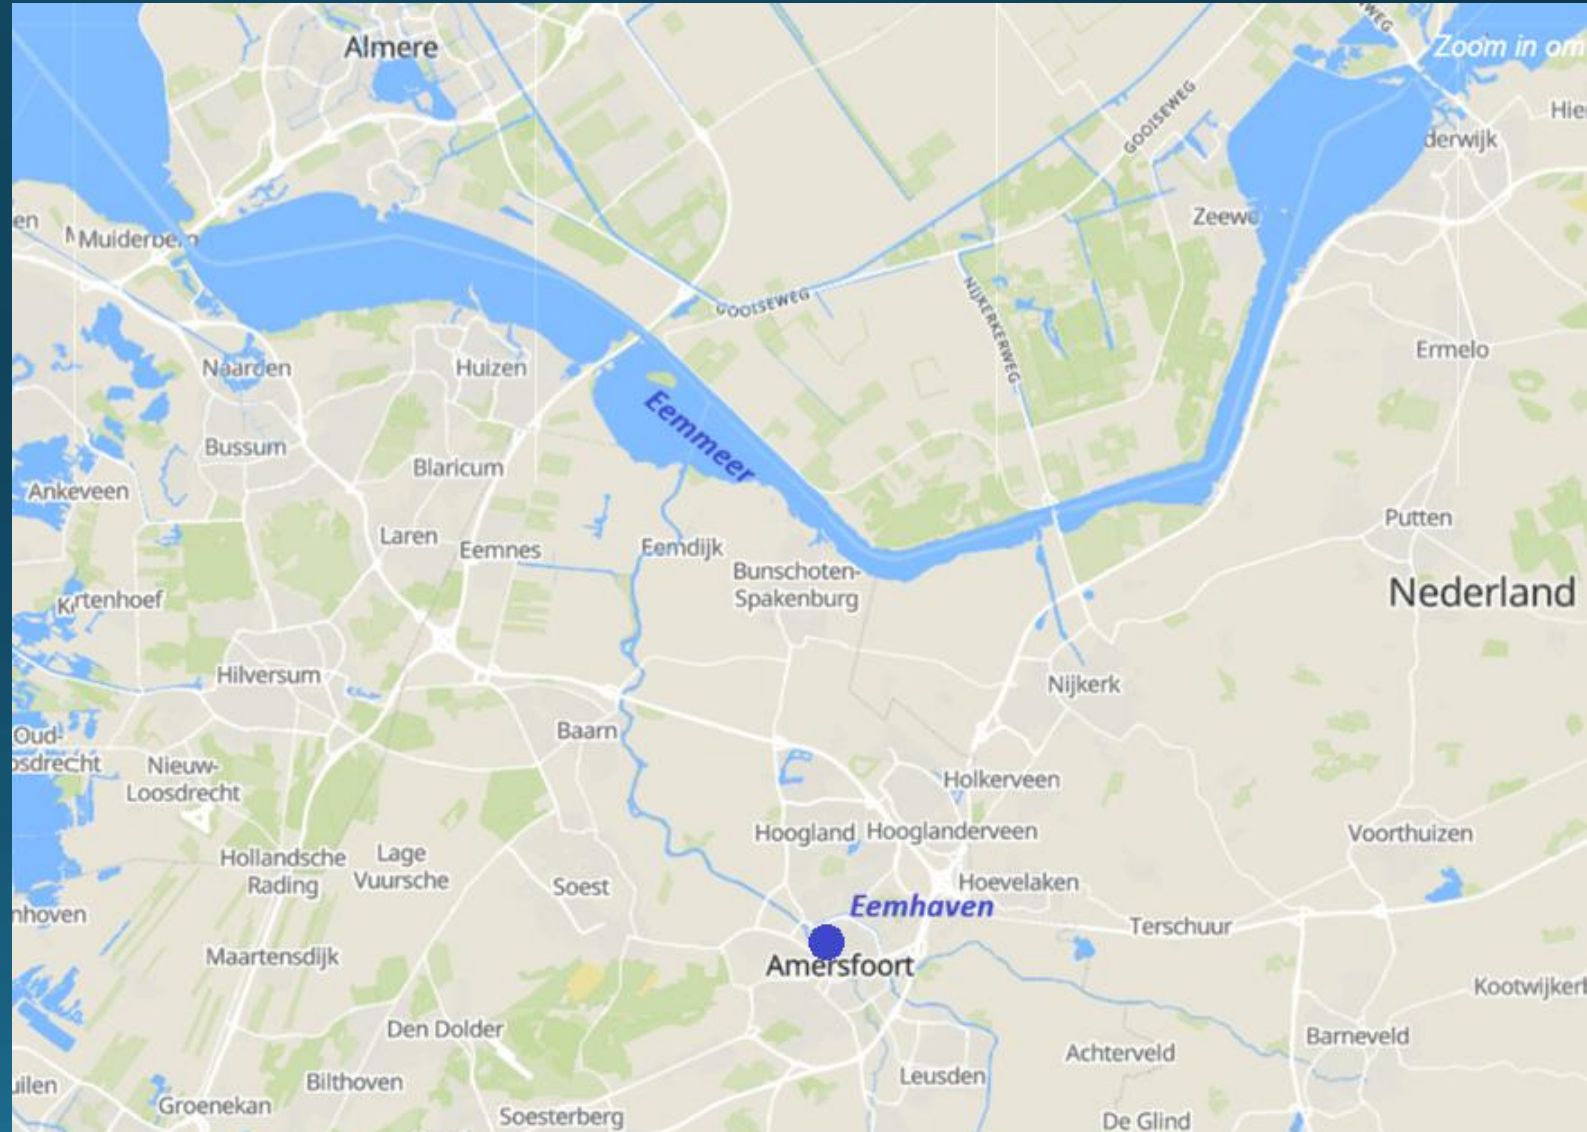 Almere
WEG
Zoom in om
GOOISEWEG
Hie
derwijk
en
Muiderberg
Zeewo
NIJKERKERWEG
GOOISEWEG
Ermelo
Naarden
Huizen
Eemmeer
Bussum
Blaricum
Ankeveen
Putten
Laren
Eemnes
Eemdijk
Bunschoten-
Spakenburg
Nederland
Kortenhoef
Hilversum
Nijkerk
Baarn
Oud-
osdrecht
Nieuw-
Loosdrecht
Holkerveen
Hoogland
Hooglanderveen
Voorthuizen
Hollandsche
Rading
Lage
Vuursche
Soest
Hoevelaken
nhoven
Eemhaven
Terschuur
Maartensdijk
Amersfoort
Kootwijker
Den Dolder
Barneveld
Achterveld
uilen
Bilthoven
Leusden
Groenekan
Soesterberg
De Glind